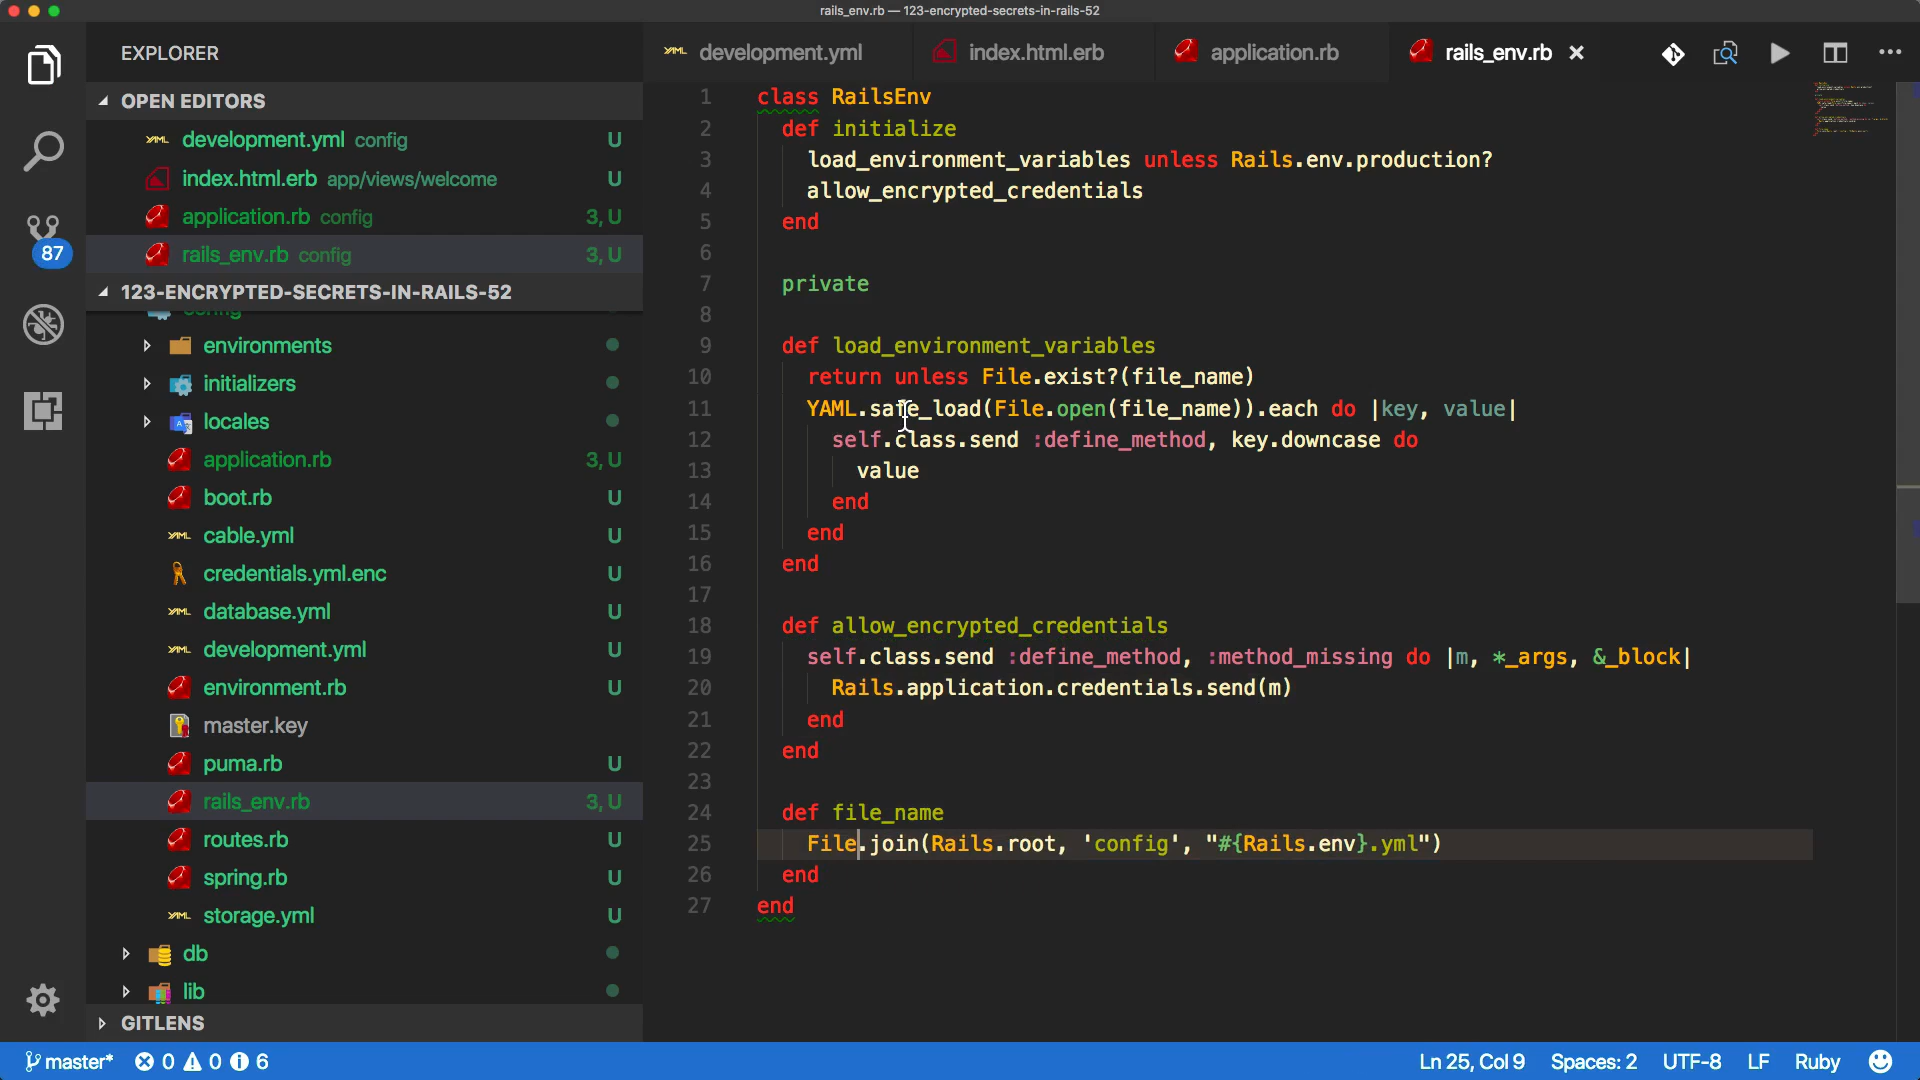 rails_env.rb — 123-encrypted-secrets-in-rails-52
EXPLORER
OPEN EDITORS
development.yml config U
index.html.erb app/views/welcome U
application.rb config 3, U
rails_env.rb config 3, U
123-ENCRYPTED-SECRETS-IN-RAILS-52
config
environments
initializers
locales
application.rb 3, U
boot.rb U
cable.yml U
credentials.yml.enc U
database.yml U
development.yml U
environment.rb U
master.key
puma.rb U
rails_env.rb 3, U
routes.rb U
spring.rb U
storage.yml U
db
lib
GITLENS
87
development.yml index.html.erb application.rb rails_env.rb
1 class RailsEnv
2 def initialize
3 load_environment_variables unless Rails.env.production?
4 allow_encrypted_credentials
5 end
6
7 private
8
9 def load_environment_variables
10 return unless File.exist?(file_name)
11 YAML.safe_load(File.open(file_name)).each do |key, value|
12 self.class.send :define_method, key.downcase do
13 value
14 end
15 end
16 end
17
18 def allow_encrypted_credentials
19 self.class.send :define_method, :method_missing do |m, *_args, &_block|
20 Rails.application.credentials.send(m)
21 end
22 end
23
24 def file_name
25 File.join(Rails.root, 'config', "#{Rails.env}.yml")
26 end
27 end
master* 0 0 6
Ln 25, Col 9 Spaces: 2 UTF-8 LF Ruby